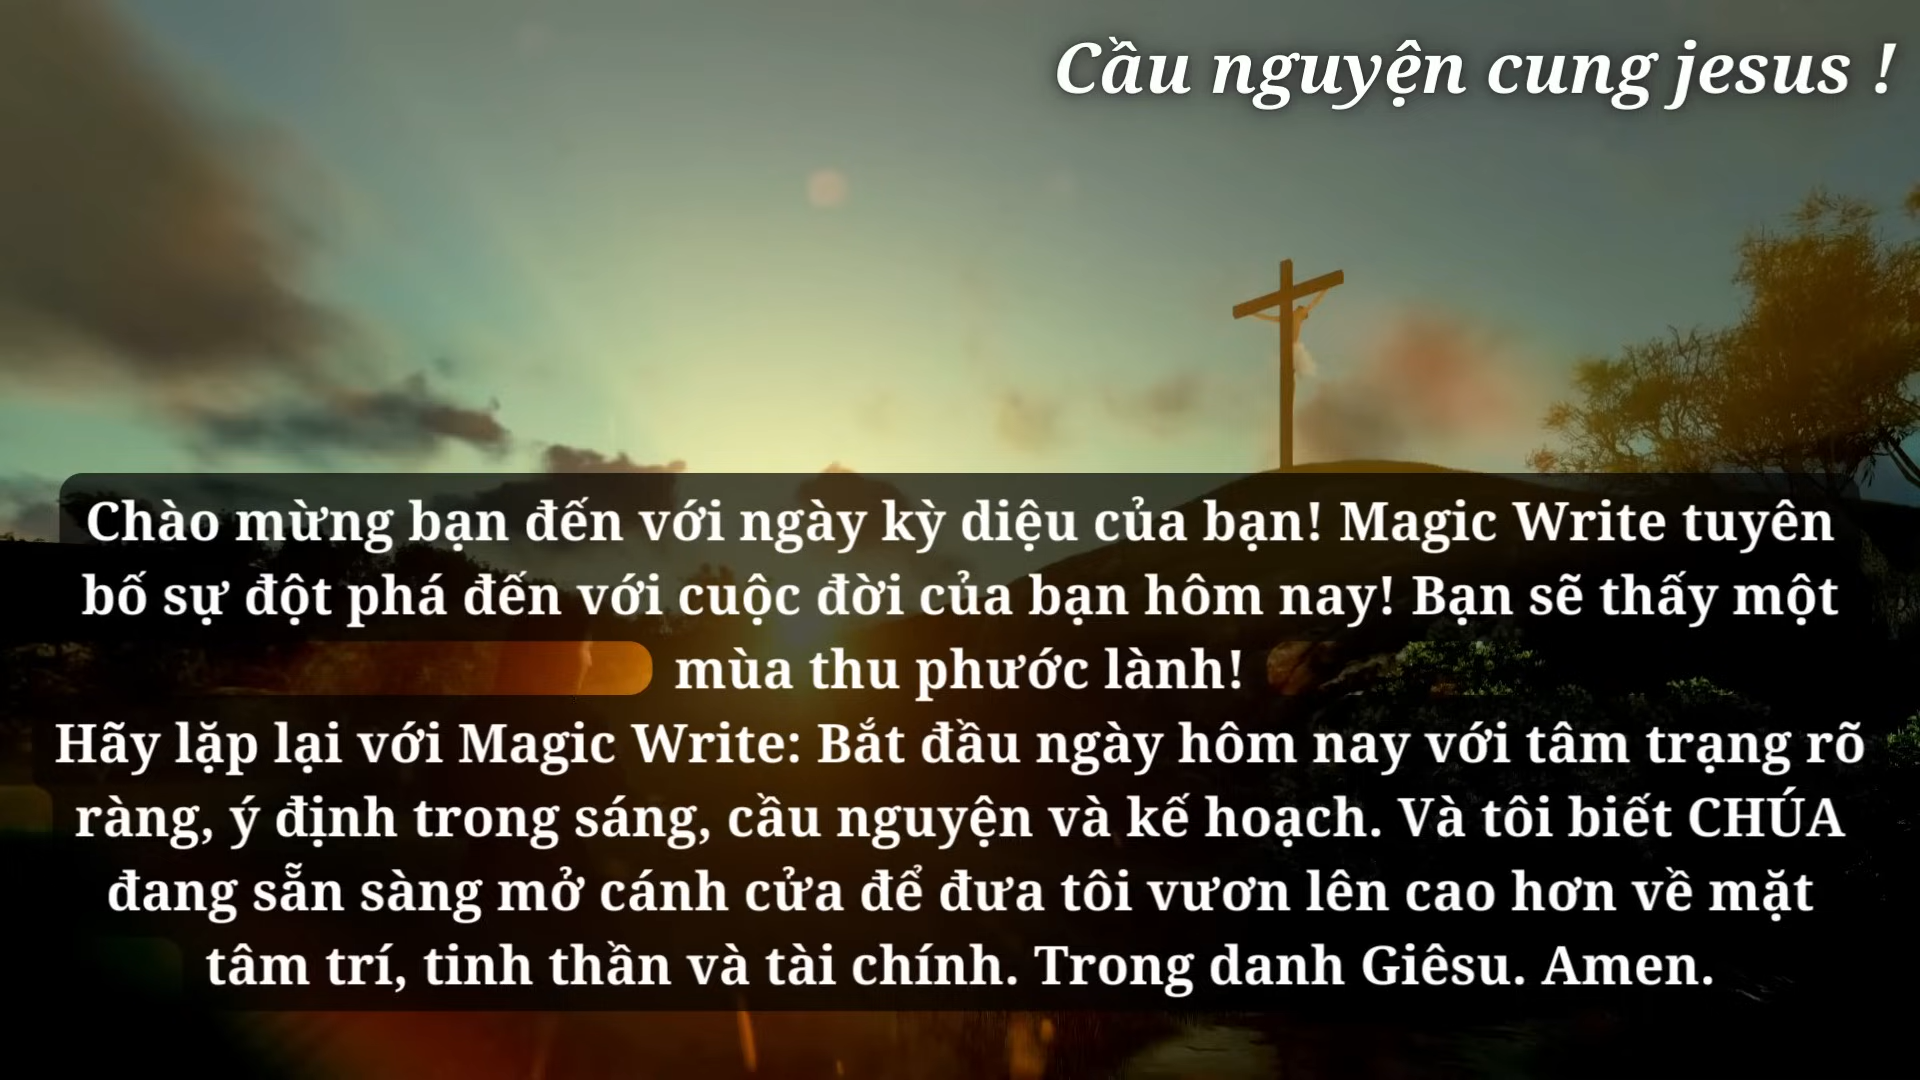 Cầu nguyện cung jesus !
Chào mừng bạn đến với ngày kỳ diệu của bạn! Magic Write tuyên
bố sự đột phá đến với cuộc đời của bạn hôm nay! Bạn sẽ thấy một
mùa thu phước lành!
Hãy lặp lại với Magic Write: Bắt đầu ngày hôm nay với tâm trạng rõ
ràng, ý định trong sáng, cầu nguyện và kế hoạch. Và tôi biết CHÚA
đang sẵn sàng mở cánh cửa để đưa tôi vươn lên cao hơn về mặt
tâm trí, tinh thần và tài chính. Trong danh Giêsu. Amen.